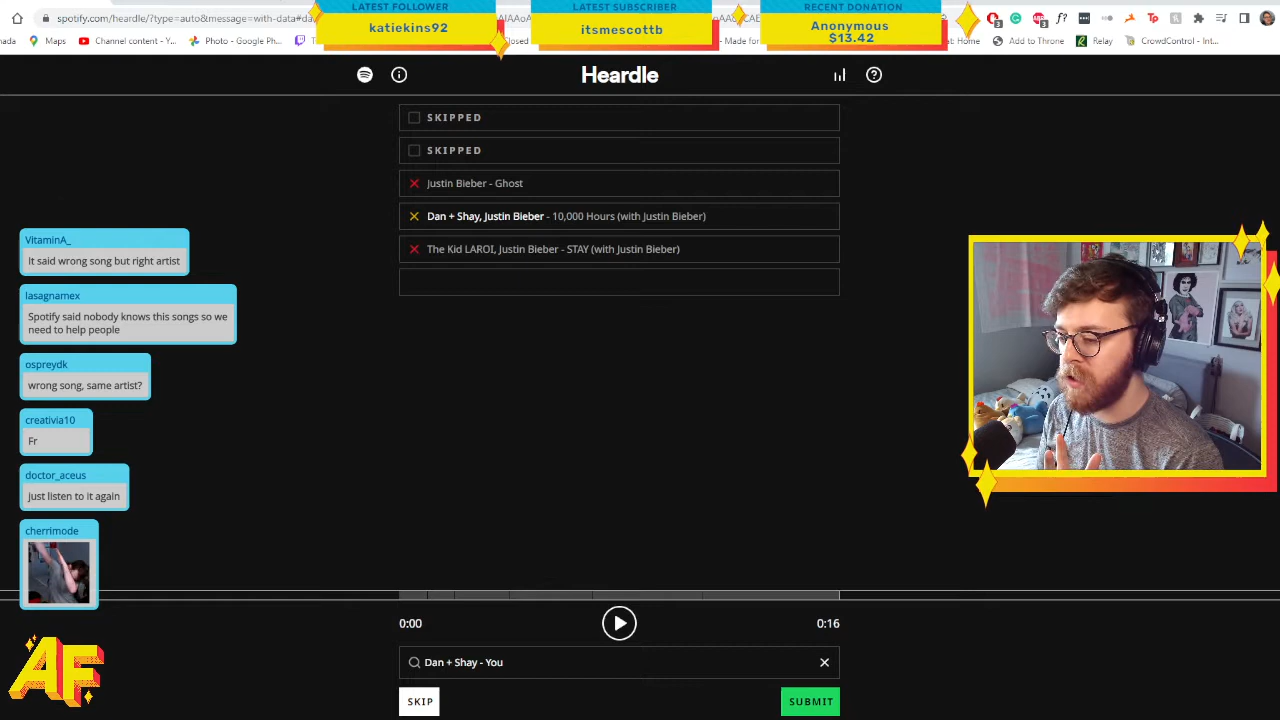 LATEST FOLLOWER
katiekins92
LATEST SUBSCRIBER
itsmescottb
RECENT DONATION
Anonymous
$13.42
spotify.com/heardle/?type=auto&message=with-data#da
Maps
Channel content - Y...
Photo - Google Ph...
Add to Throne
Relay
CrowdControl - Int...
Heardle
SKIPPED
SKIPPED
Justin Bieber - Ghost
Dan + Shay, Justin Bieber - 10,000 Hours (with Justin Bieber)
The Kid LAROI, Justin Bieber - STAY (with Justin Bieber)
VitaminA_
It said wrong song but right artist
lasagnamex
Spotify said nobody knows this songs so we
need to help people
ospreydk
wrong song, same artist?
creativia10
Fr
doctor_aceus
just listen to it again
cherrimode
0:00
0:16
Dan + Shay - You
SKIP
SUBMIT
AF